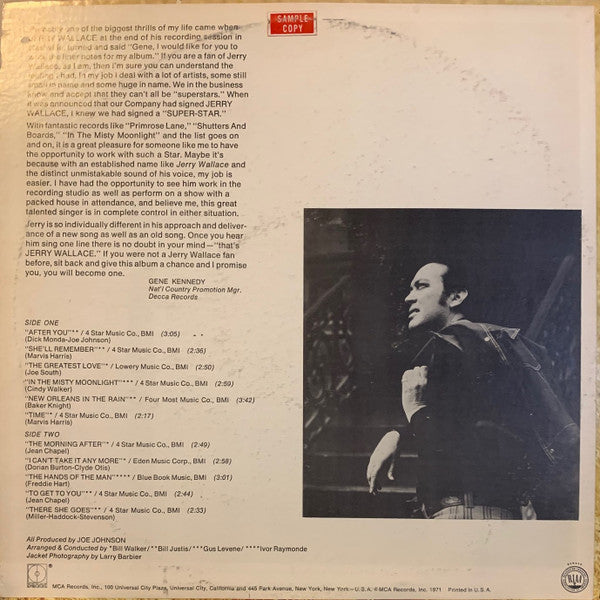 SAMPLE
COPY
Probably one of the biggest thrills of my life came when
JERRY WALLACE at the end of his recording session in
turned and said "Gene, I would like for you to
the liner notes for my album." If you are a fan of Jerry
Wallace, as I am, then I'm sure you can understand the
feeling I had. In my job I deal with a lot of artists, some still
in name and some huge in name. We in the business
know and accept that they can't all be "superstars." When
it was announced that our Company had signed JERRY
WALLACE, I knew we had signed a "SUPER-STAR."
With fantastic records like "Primrose Lane," "Shutters And
Boards," "In The Misty Moonlight" and the list goes on
and on, it is a great pleasure for someone like me to have
the opportunity to work with such a Star. Maybe it's
because with an established name like Jerry Wallace and
the distinct unmistakable sound of his voice, my job is
easier. I have had the opportunity to see him work in the
recording studio as well as perform on a show with a
packed house in attendance, and believe me, this great
talented singer is in complete control in either situation.
Jerry is so individually different in his approach and deliver-
ance of a new song as well as an old song. Once you hear
him sing one line there is no doubt in your mind --"that's
JERRY WALLACE." If you were not a Jerry Wallace fan
before, sit back and give this album a chance and I promise
you, you will become one.
GENE KENNEDY
Nat'l Country Promotion Mgr.
Decca Records
SIDE ONE
"AFTER YOU"** / 4 Star Music Co., BMI (3:05)
(Dick Monda-Joe Johnson)
"SHE'LL REMEMBER"** / 4 Star Music Co., BMI (2:36)
(Marvis Harris)
"THE GREATEST LOVE"* / Lowery Music Co., BMI (2:50)
(Joe South)
"IN THE MISTY MOONLIGHT"*** / 4 Star Music Co., BMI (2:59)
(Cindy Walker)
"NEW ORLEANS IN THE RAIN"** / Four Most Music Co., BMI (3:42)
(Baker Knight)
"TIME"* / 4 Star Music Co., BMI (2:17)
(Marvis Harris)
SIDE TWO
"THE MORNING AFTER"* / 4 Star Music Co., BMI (2:49)
(Jean Chapel)
"I CAN'T TAKE IT ANY MORE"* / Eden Music Corp., BMI (2:58)
(Dorian Burton-Clyde Otis)
"THE HANDS OF THE MAN"**** / Blue Book Music, BMI (3:01)
(Freddie Hart)
"TO GET TO YOU"* / 4 Star Music Co., BMI (2:44)
(Jean Chapel)
"THERE SHE GOES"* / 4 Star Music Co., BMI (2:33)
(Miller-Haddock-Stevenson)
All Produced by JOE JOHNSON
Arranged & Conducted by *Bill Walker/**Bill Justis/***Gus Levene/****Ivor Raymonde
Jacket Photography by Larry Barbier
MCA Records, Inc., 100 Universal City Plaza, Universal City, California and 445 Park Avenue, New York, New York - U.S.A. ©MCA Records, Inc. 1971 Printed in U.S.A.
RIAA